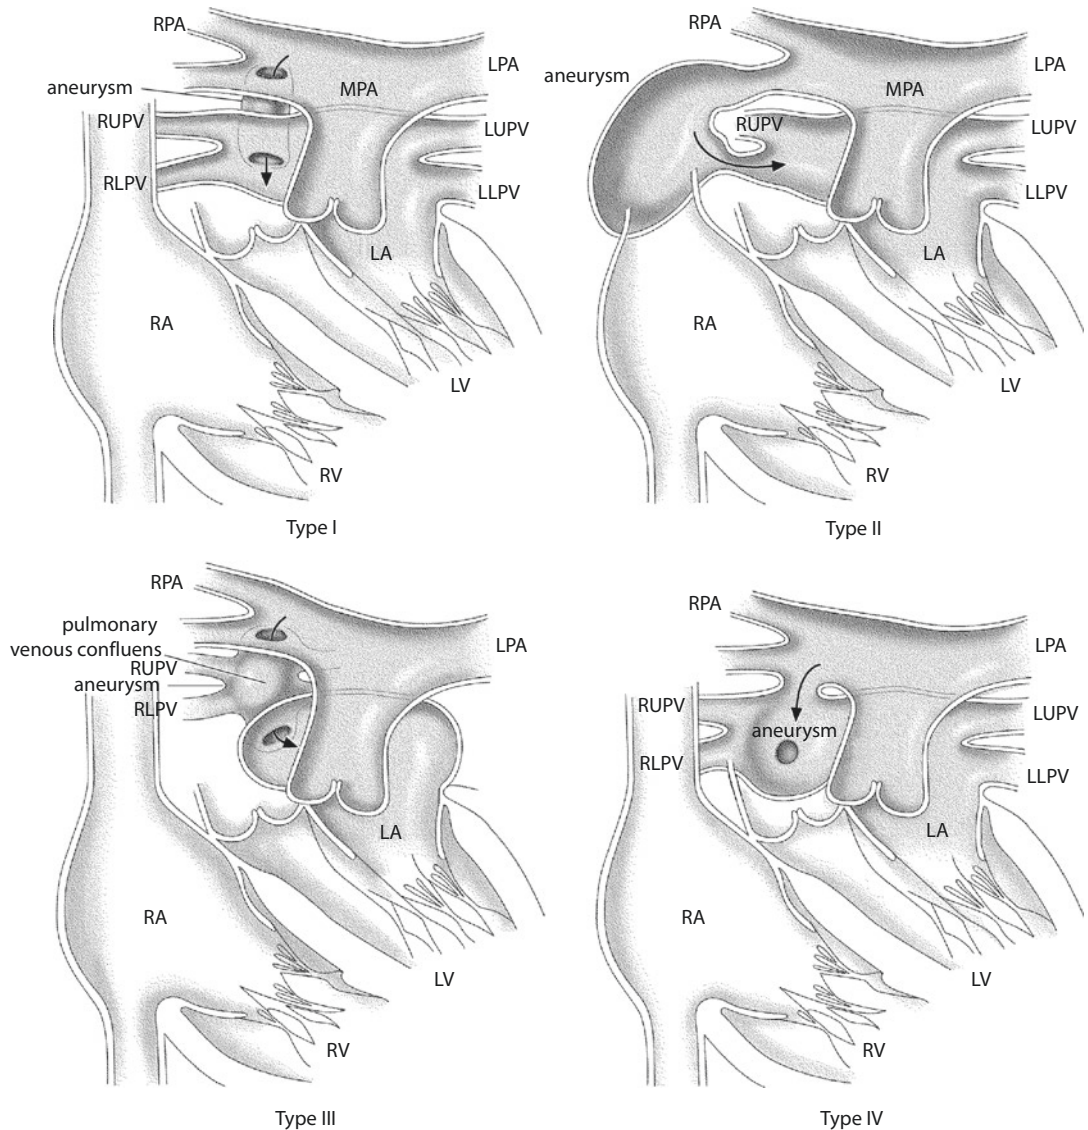 RPA
LPA
aneurysm
MPA
RUPV
LUPV
RLPV
LLPV
LA
RA
LV
RV
Type I
RPA
LPA
aneurysm
MPA
RUPV
LUPV
LLPV
LA
RA
LV
RV
Type II
RPA
pulmonary
venous confluens
LPA
RUPV
aneurysm
RLPV
LA
RA
LV
RV
Type III
RPA
LPA
RUPV
LUPV
aneurysm
RLPV
LLPV
LA
RA
LV
RV
Type IV